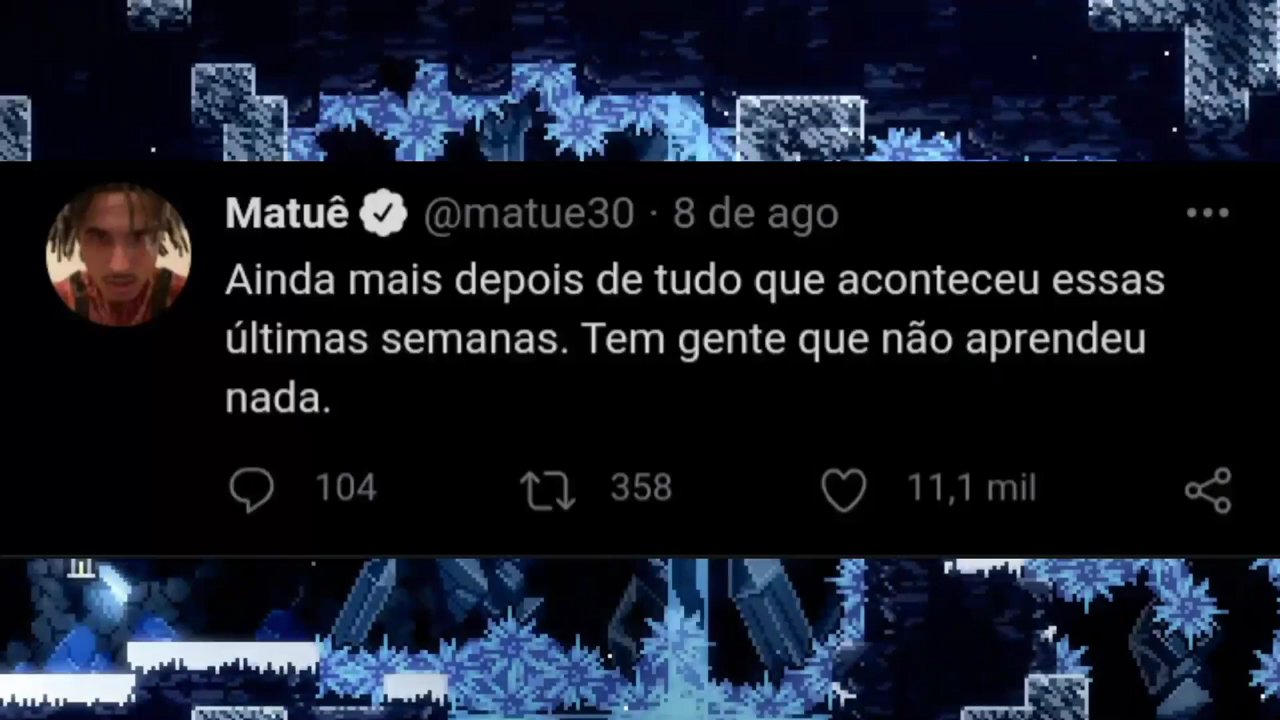 Matuê @matue30 · 8 de ago
Ainda mais depois de tudo que aconteceu essas
últimas semanas. Tem gente que não aprendeu
nada.
104 358 11,1 mil